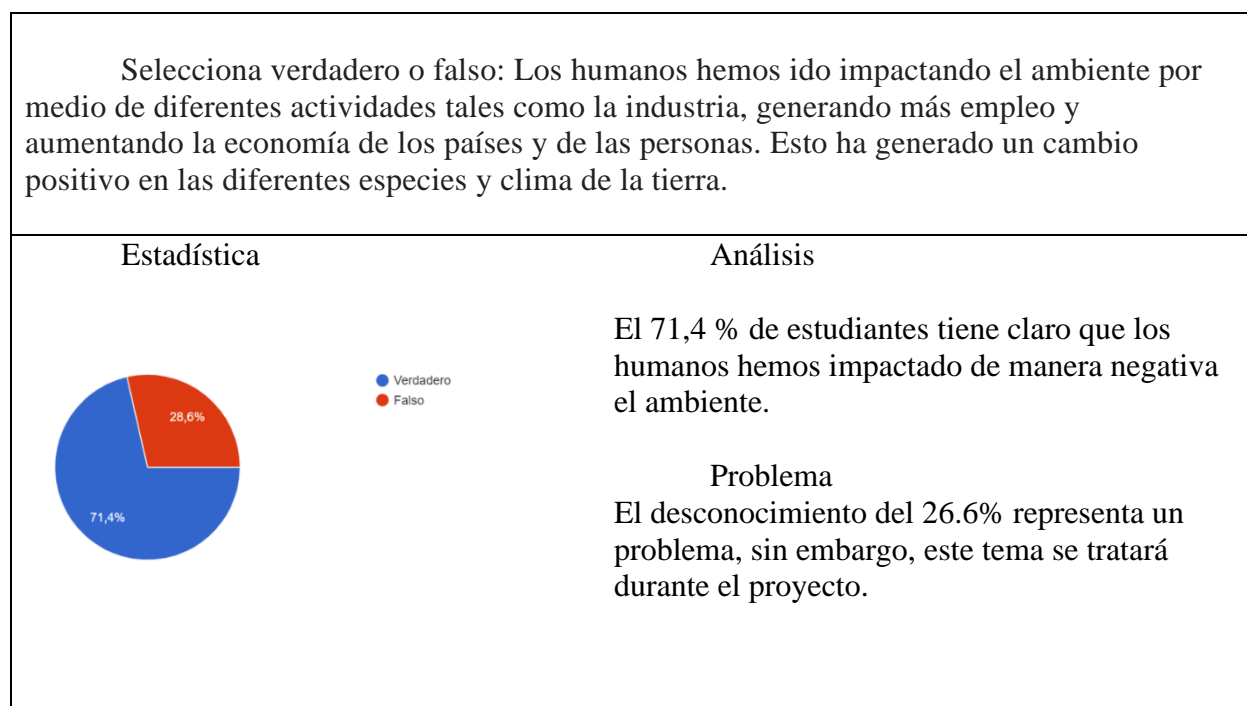 Selecciona verdadero o falso: Los humanos hemos ido impactando el ambiente por
medio de diferentes actividades tales como la industria, generando más empleo y
aumentando la economía de los países y de las personas. Esto ha generado un cambio
positivo en las diferentes especies y clima de la tierra.
Estadística
Verdadero
Falso
28,6%
71,4%
Análisis
El 71,4 % de estudiantes tiene claro que los
humanos hemos impactado de manera negativa
el ambiente.
Problema
El desconocimiento del 26.6% representa un
problema, sin embargo, este tema se tratará
durante el proyecto.